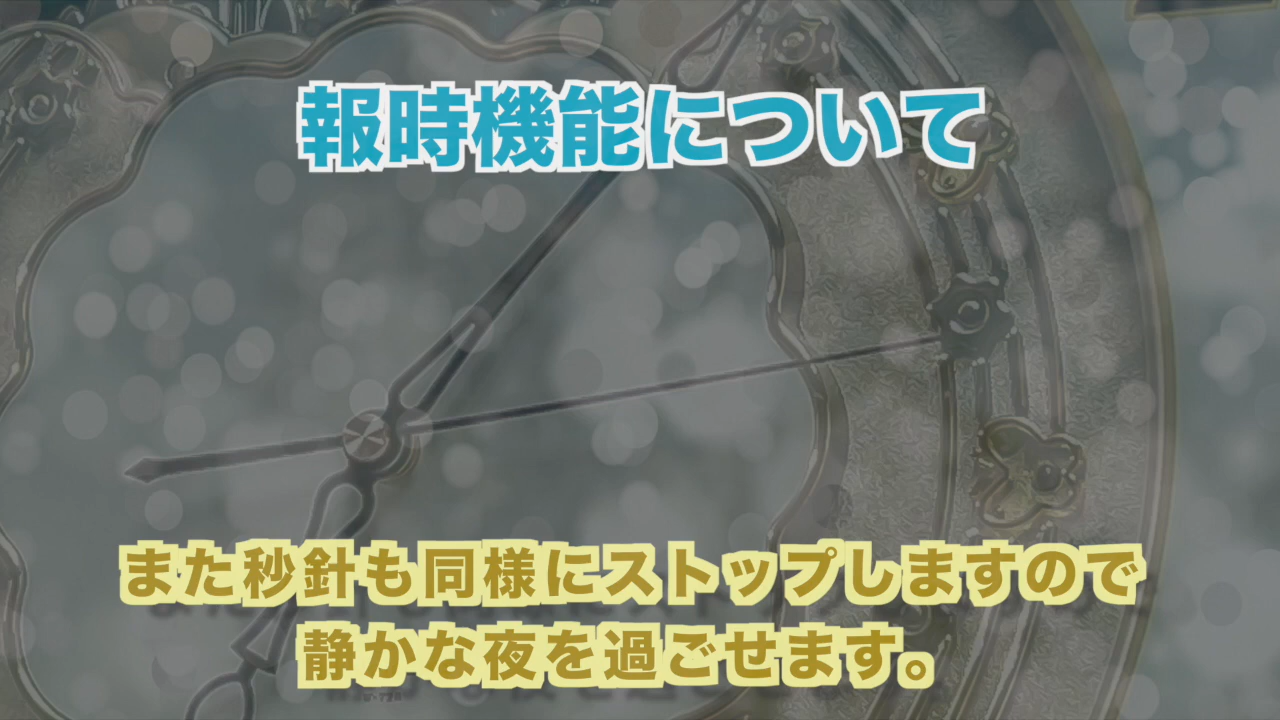 報時機能について
また秒針も同様にストップしますので
静かな夜を過ごせます。